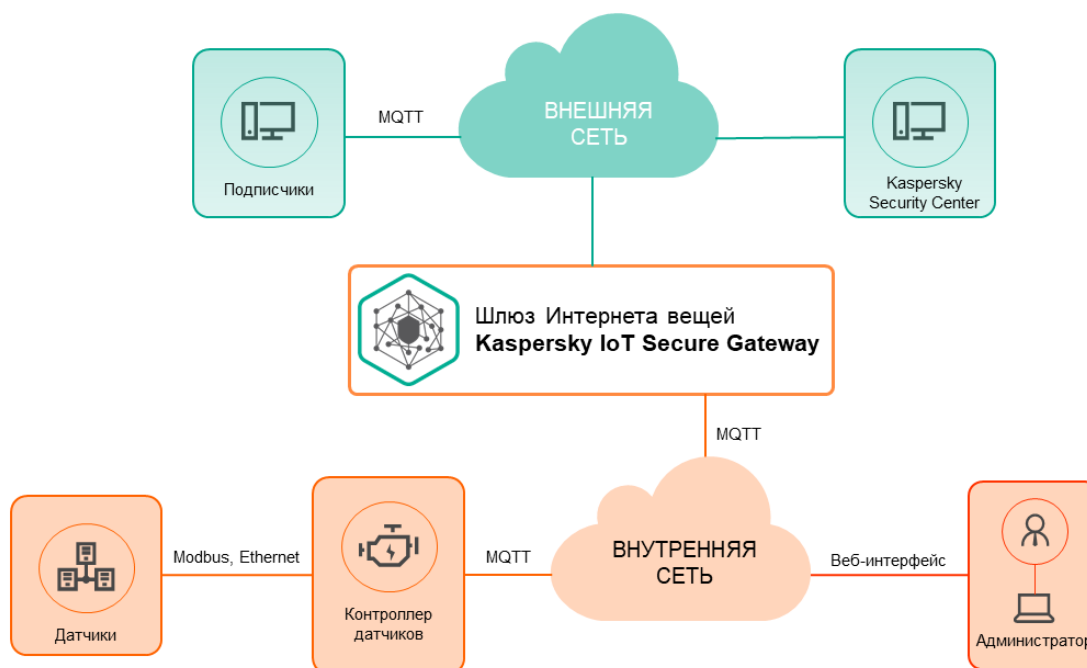 ВНЕШНЯЯ
СЕТЬ
MQTT
Подписчики
Kaspersky
Security Center
Шлюз Интернета вещей
Kaspersky IoT Secure Gateway
MQTT
ВНУТРЕННЯЯ
СЕТЬ
Modbus, Ethernet
MQTT
Веб-интерфейс
Датчики
Контроллер
датчиков
Администратор